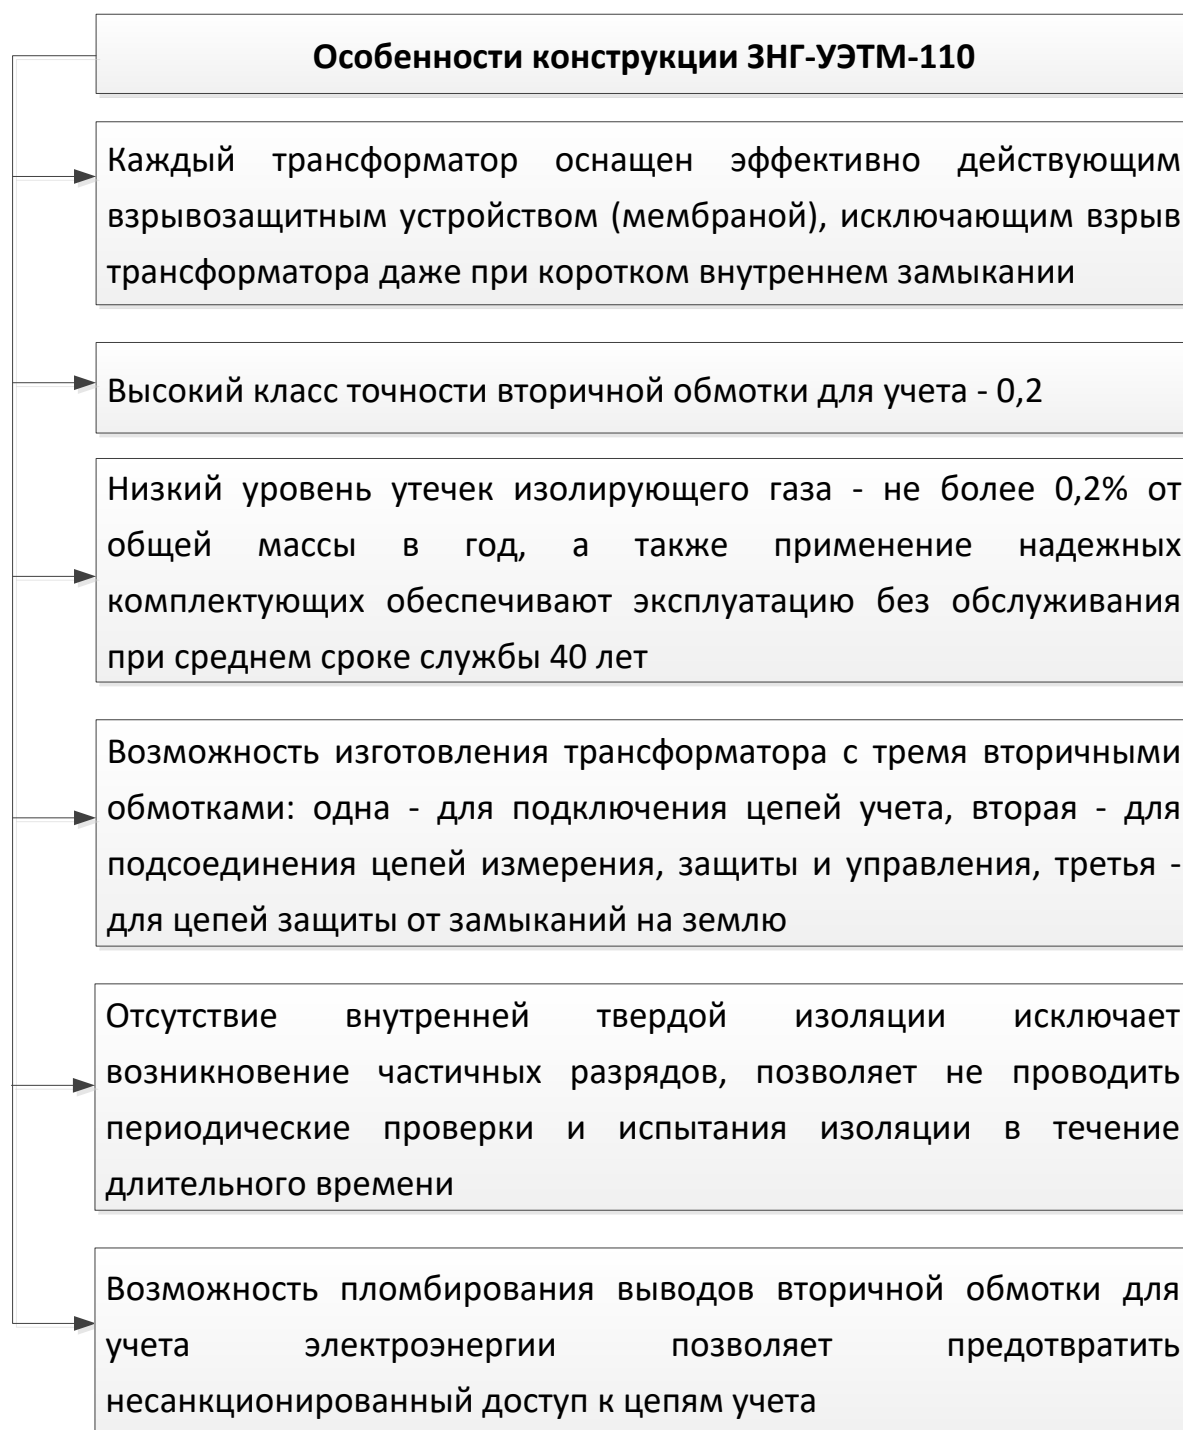 Особенности конструкции ЗНГ-УЭТМ-110
Каждый трансформатор оснащен эффективно действующим
взрывозащитным устройством (мембраной), исключающим взрыв
трансформатора даже при коротком внутреннем замыкании
Высокий класс точности вторичной обмотки для учета - 0,2
Низкий уровень утечек изолирующего газа - не более 0,2% от
общей массы в год, а также применение надежных
комплектующих обеспечивают эксплуатацию без обслуживания
при среднем сроке службы 40 лет
Возможность изготовления трансформатора с тремя вторичными
обмотками: одна - для подключения цепей учета, вторая - для
подсоединения цепей измерения, защиты и управления, третья -
для цепей защиты от замыканий на землю
Отсутствие внутренней твердой изоляции исключает
возникновение частичных разрядов, позволяет не проводить
периодические проверки и испытания изоляции в течение
длительного времени
Возможность пломбирования выводов вторичной обмотки для
учета электроэнергии позволяет предотвратить
несанкционированный доступ к цепям учета